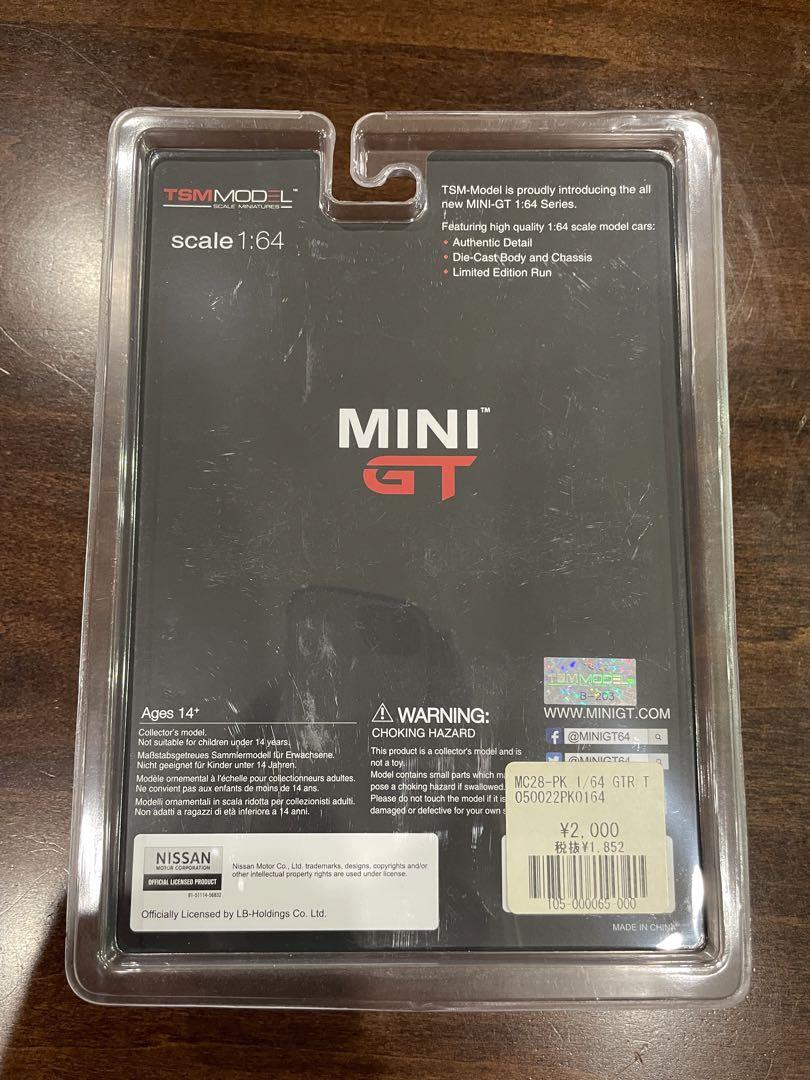 TSMMODEL™
SCALE MINIATURES
scale 1:64
TSM-Model is proudly introducing the all
new MINI-GT 1:64 Series.
Featuring high quality 1:64 scale model cars:
• Authentic Detail
• Die-Cast Body and Chassis
• Limited Edition Run
MINI™
GT
Ages 14+
Collector's model.
Not suitable for children under 14 years.
Maßstabsgetreues Sammlermodell für Erwachsene.
Nicht geeignet für Kinder unter 14 Jahren.
Modèle ornemental à l'échelle pour collectionneurs adultes.
Ne convient pas aux enfants de moins de 14 ans.
Modelli ornamentali in scala ridotta per collezionisti adulti.
Non adatti a ragazzi di età inferiore a 14 anni.
WARNING:
CHOKING HAZARD
This product is a collector's model and is
not a toy.
Model contains small parts which
pose a choking hazard if swallowed
Please do not touch the model if it is
damaged or defective for your own
TSMMODEL
B-203
WWW.MINIGT.COM
@MINIGT64
@MINIGT64
MC28-PK 1/64 GTR T
050022PK0164
¥2,000
税抜¥1,852
105-000065-000
NISSAN
MOTOR CORPORATION
OFFICIAL LICENSED PRODUCT
01-51114-56832
Nissan Motor Co., Ltd. trademarks, designs, copyrights and/or
other intellectual property rights are used under license.
Officially Licensed by LB-Holdings Co. Ltd.
MADE IN CHINA